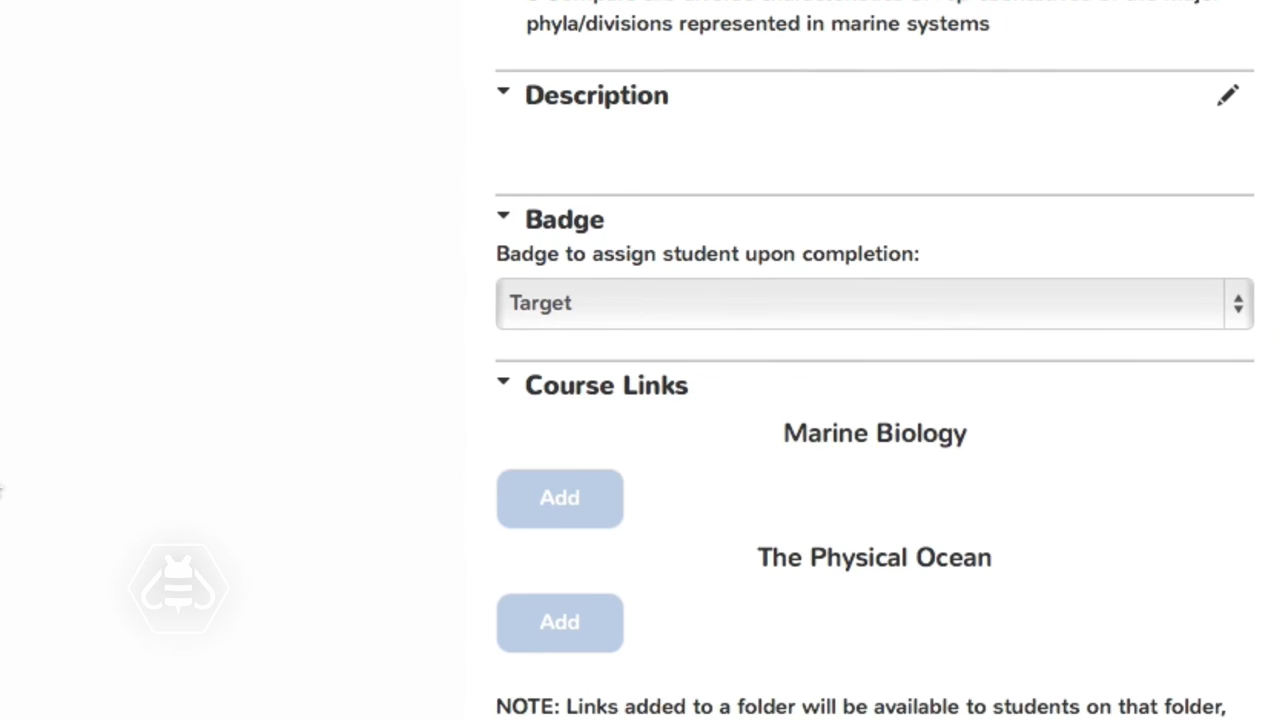 phyla/divisions represented in marine systems
Description
Badge
Badge to assign student upon completion:
Target
Course Links
Marine Biology
Add
The Physical Ocean
Add
NOTE: Links added to a folder will be available to students on that folder,